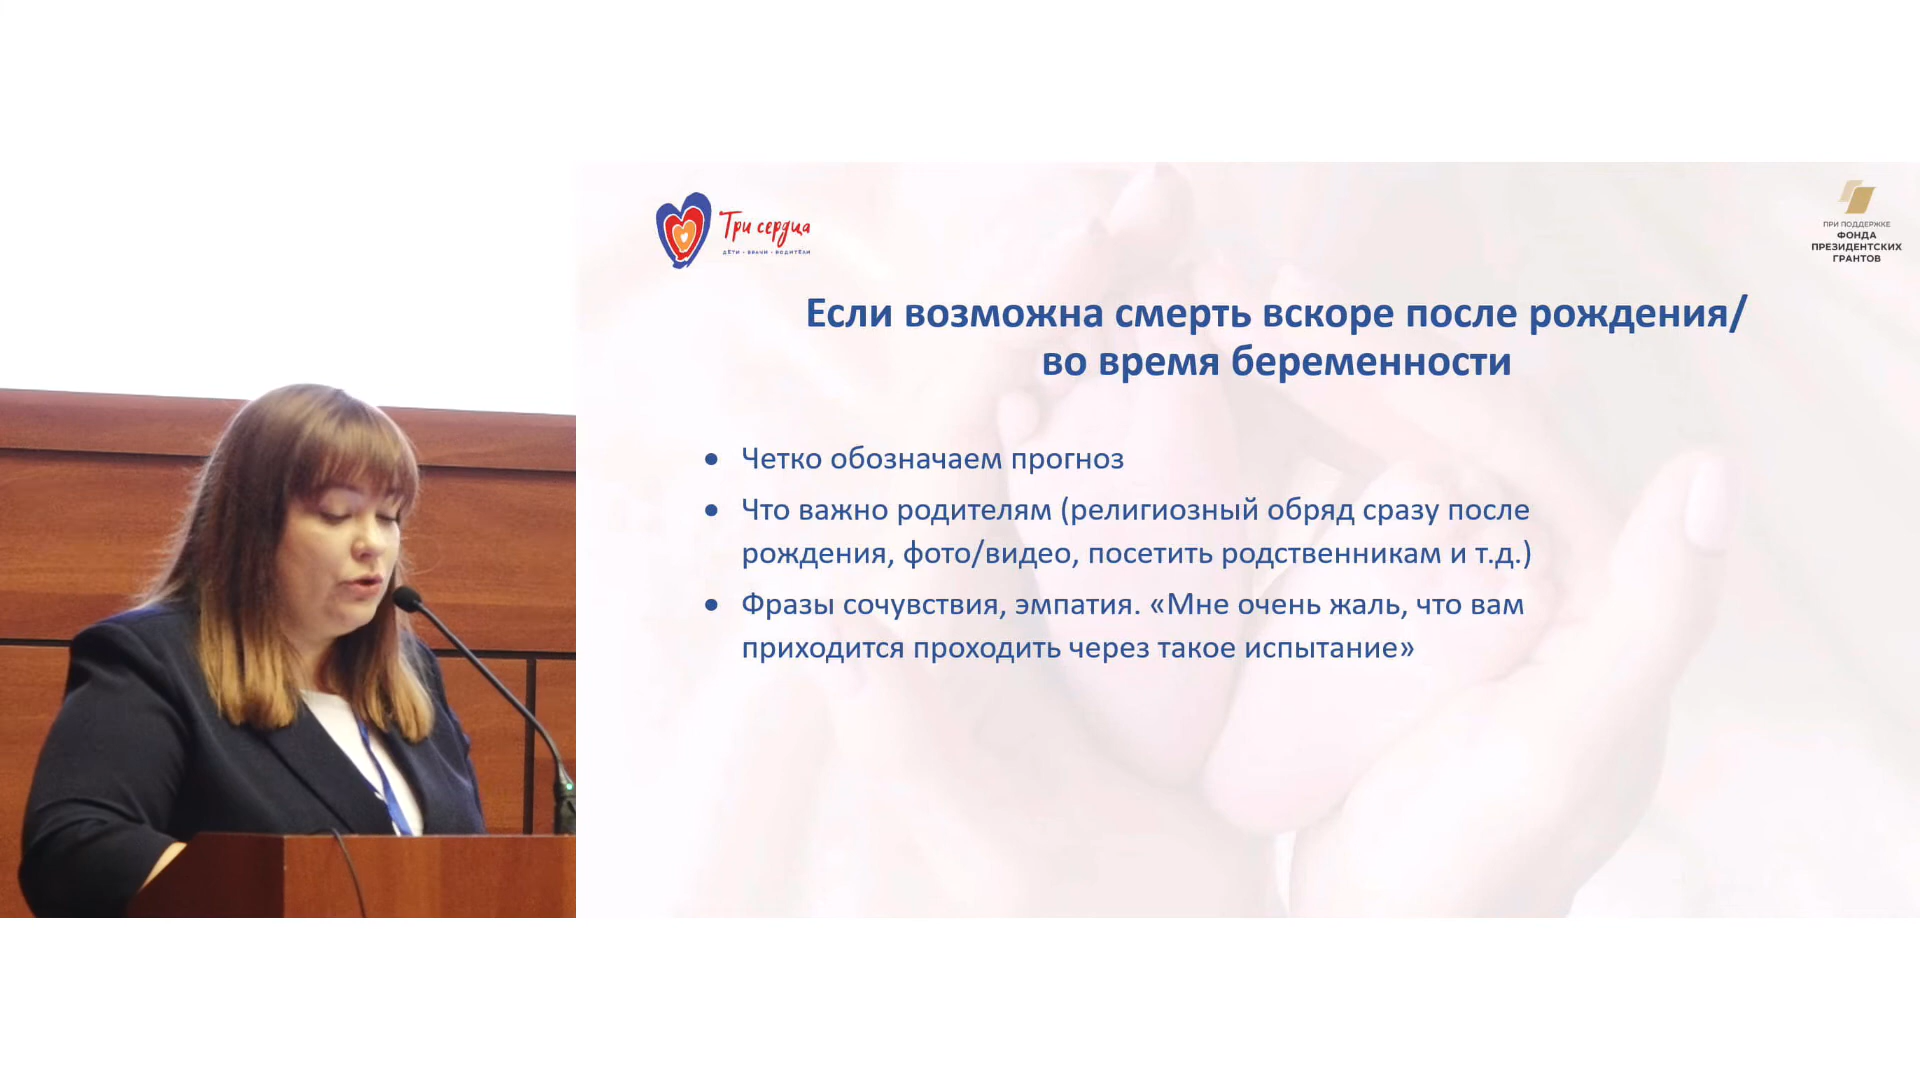 Три сердца
ДЕТИ • ВРАЧИ • РОДИТЕЛИ
ПРИ ПОДДЕРЖКЕ
ФОНДА
ПРЕЗИДЕНТСКИХ
ГРАНТОВ
Если возможна смерть вскоре после рождения/
во время беременности
● Четко обозначаем прогноз
● Что важно родителям (религиозный обряд сразу после
рождения, фото/видео, посетить родственникам и т.д.)
● Фразы сочувствия, эмпатия. «Мне очень жаль, что вам
приходится проходить через такое испытание»